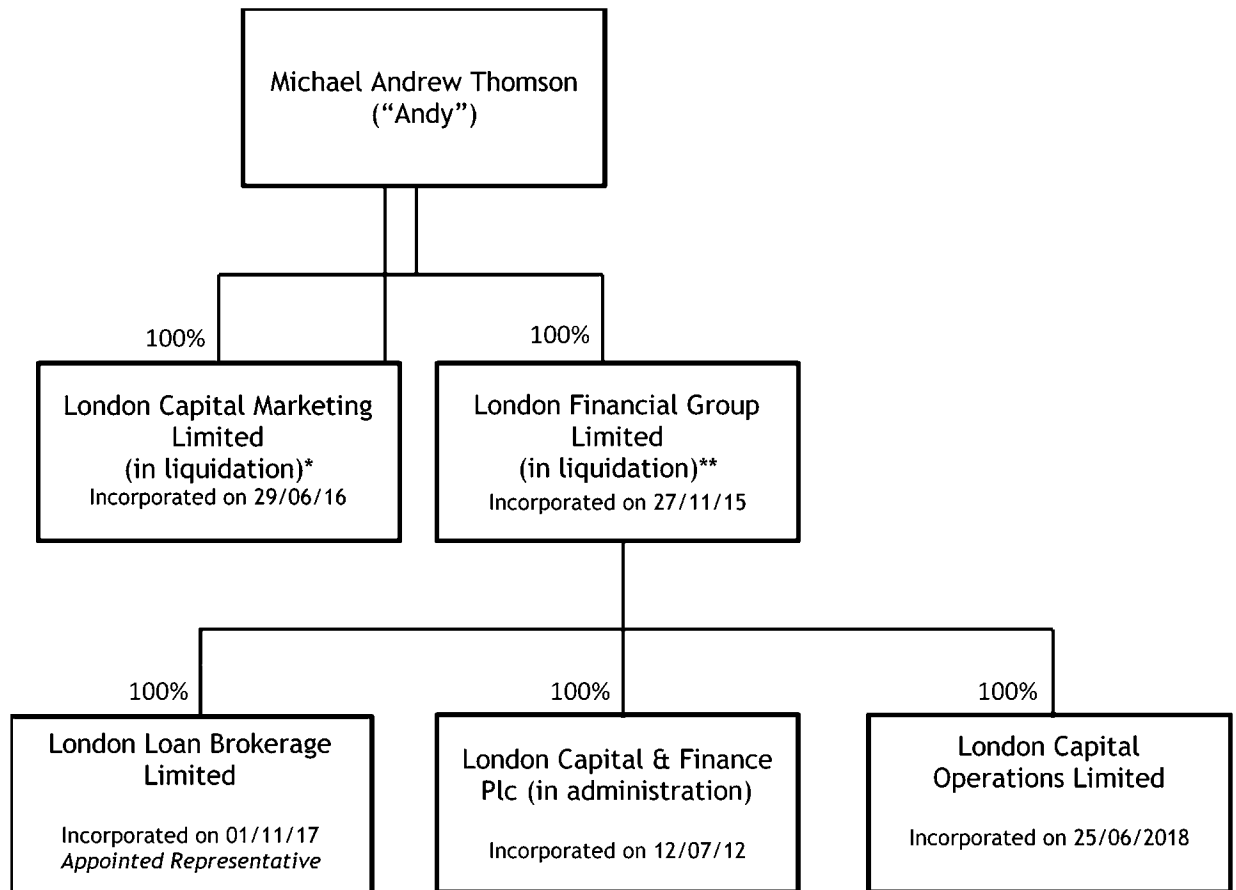 Michael Andrew Thomson
(“Andy”)
100%
100%
London Capital Marketing
Limited
(in liquidation)*
Incorporated on 29/06/16
London Financial Group
Limited
(in liquidation)**
Incorporated on 27/11/15
100%
100%
100%
London Loan Brokerage
Limited
Incorporated on 01/11/17
Appointed Representative
London Capital & Finance
Plc (in administration)
Incorporated on 12/07/12
London Capital
Operations Limited
Incorporated on 25/06/2018